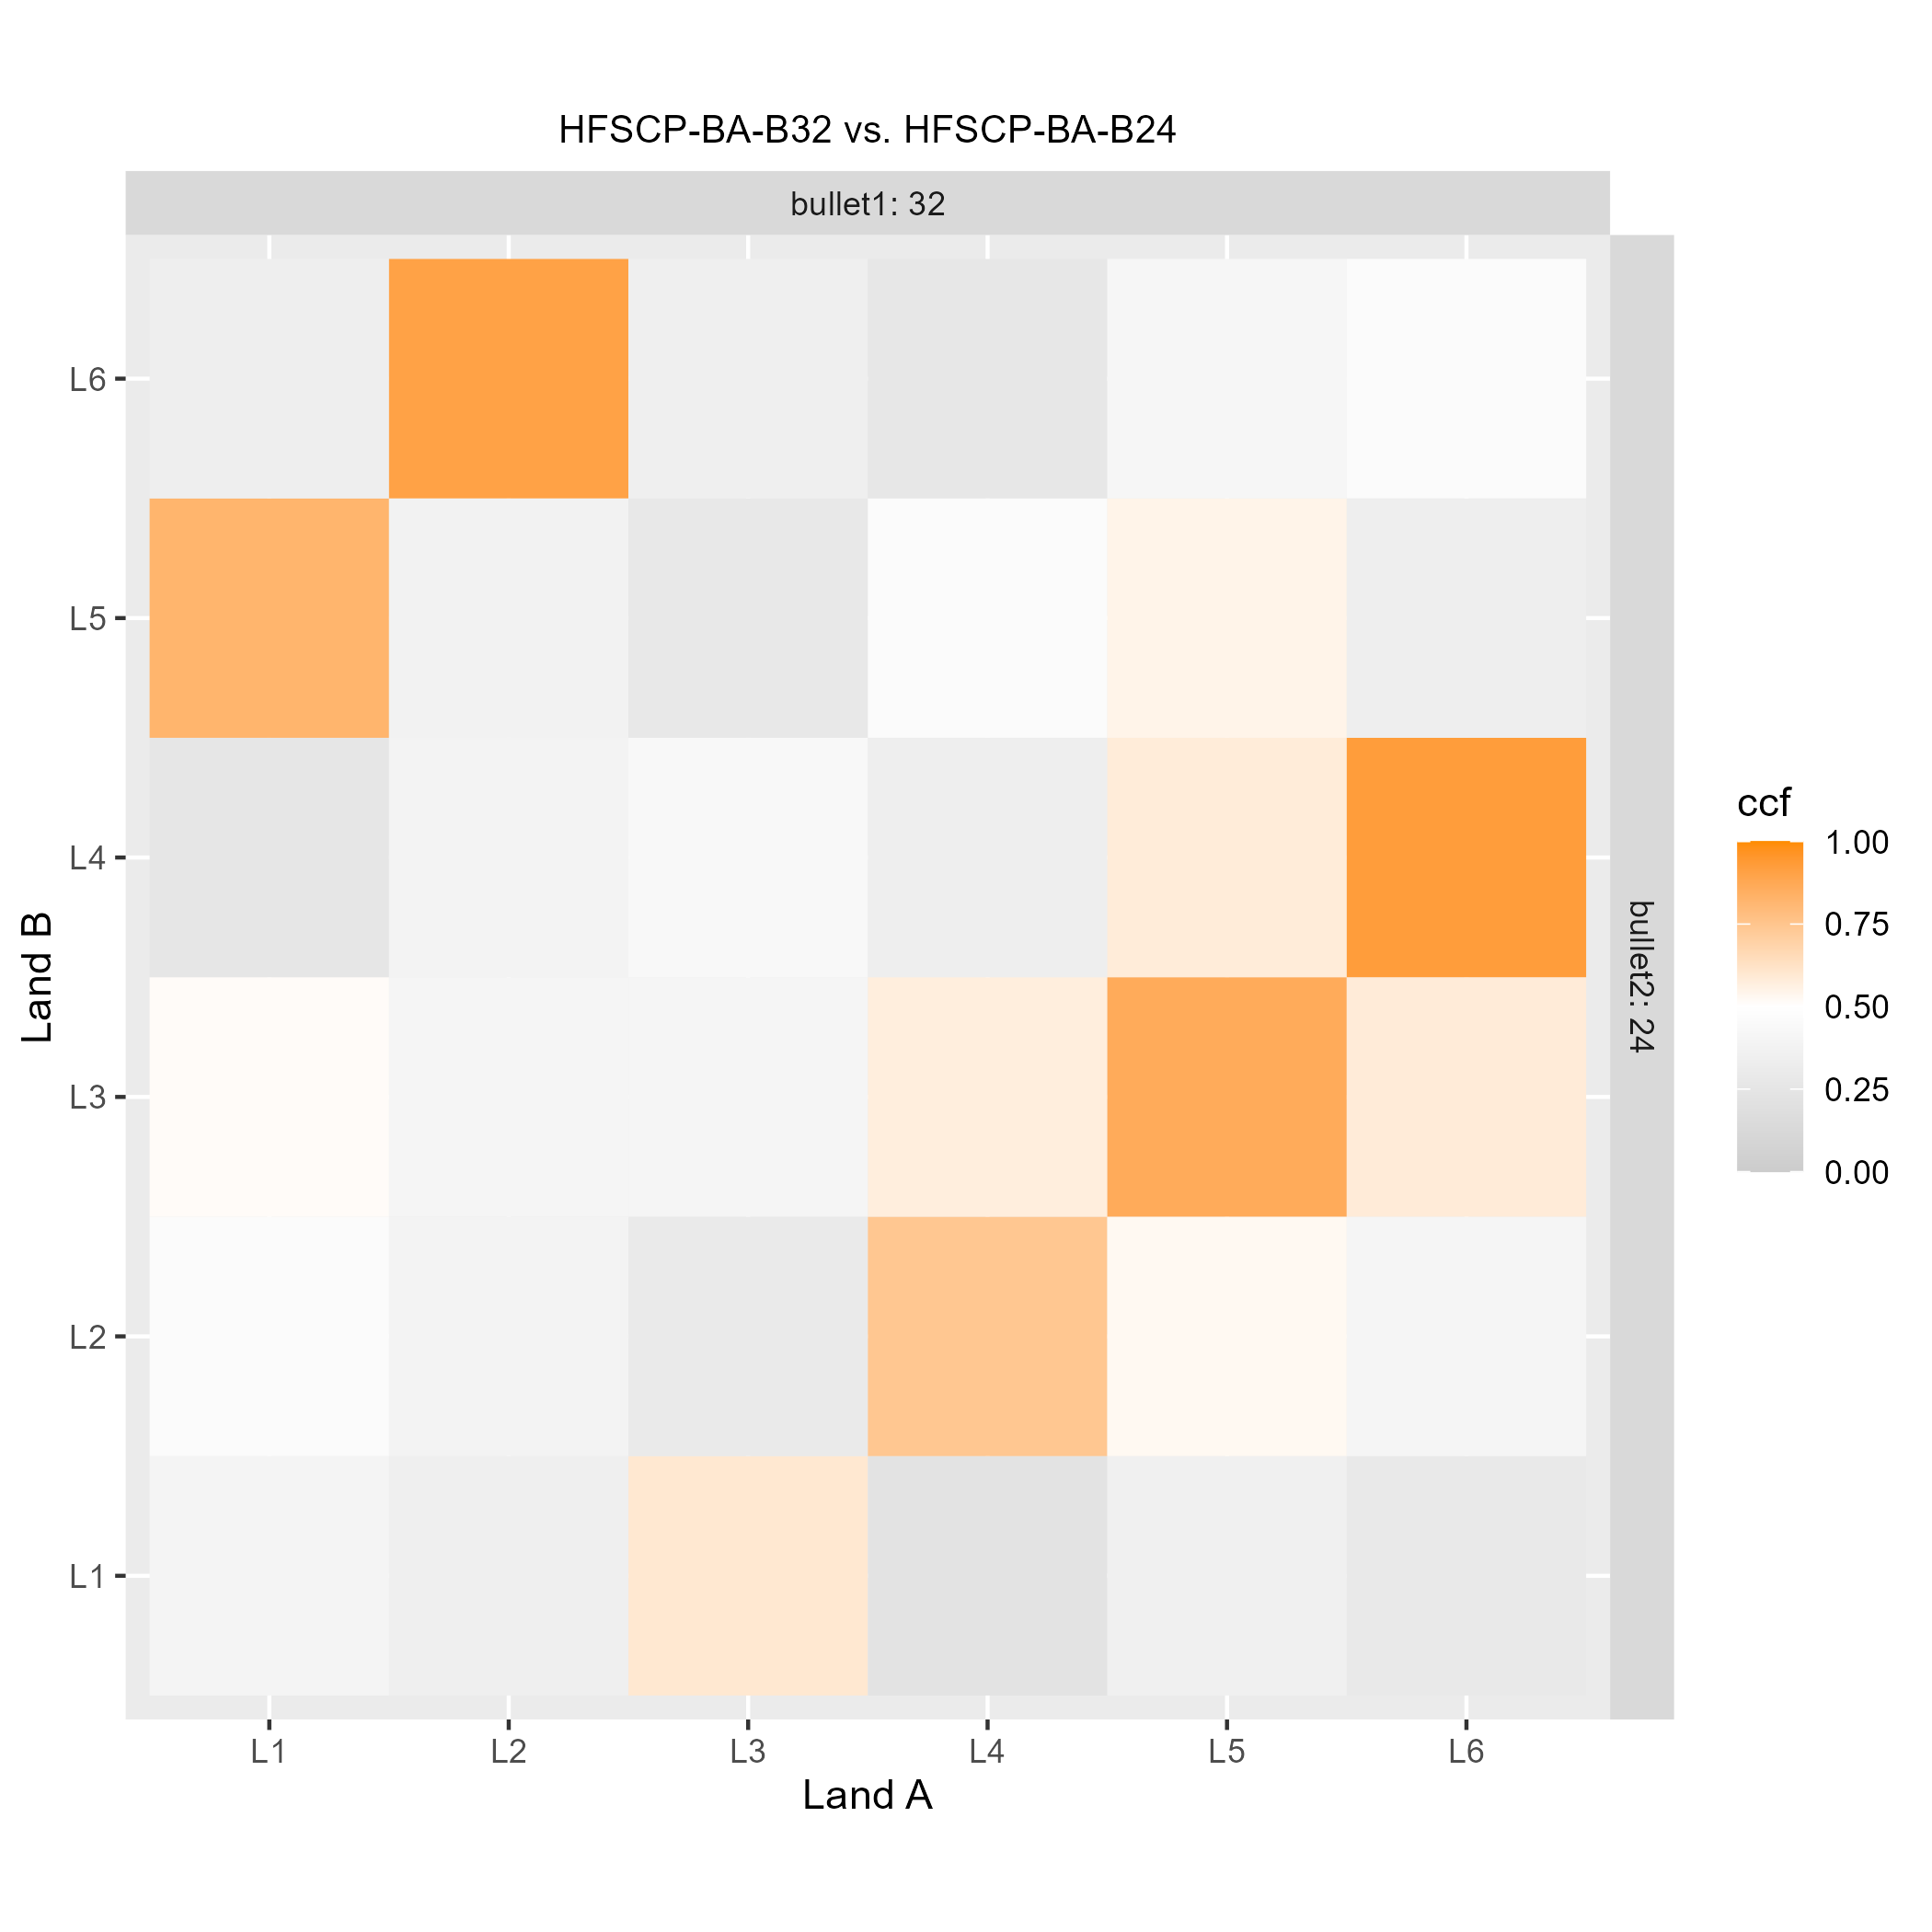 HFSCP-BA-B32 vs. HFSCP-BA-B24
bullet1: 32
L6
L5
L4
L3
L2
L1
Land B
bullet2: 24
ccf
1.00
0.75
0.50
0.25
0.00
L1
L2
L3
L4
L5
L6
Land A